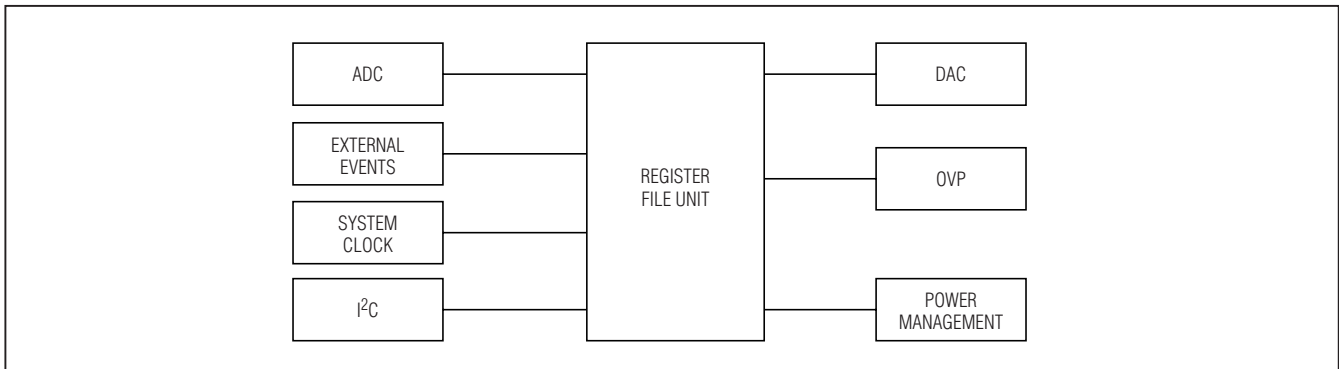 ADC
EXTERNAL
EVENTS
SYSTEM
CLOCK
I²C
REGISTER
FILE UNIT
DAC
OVP
POWER
MANAGEMENT